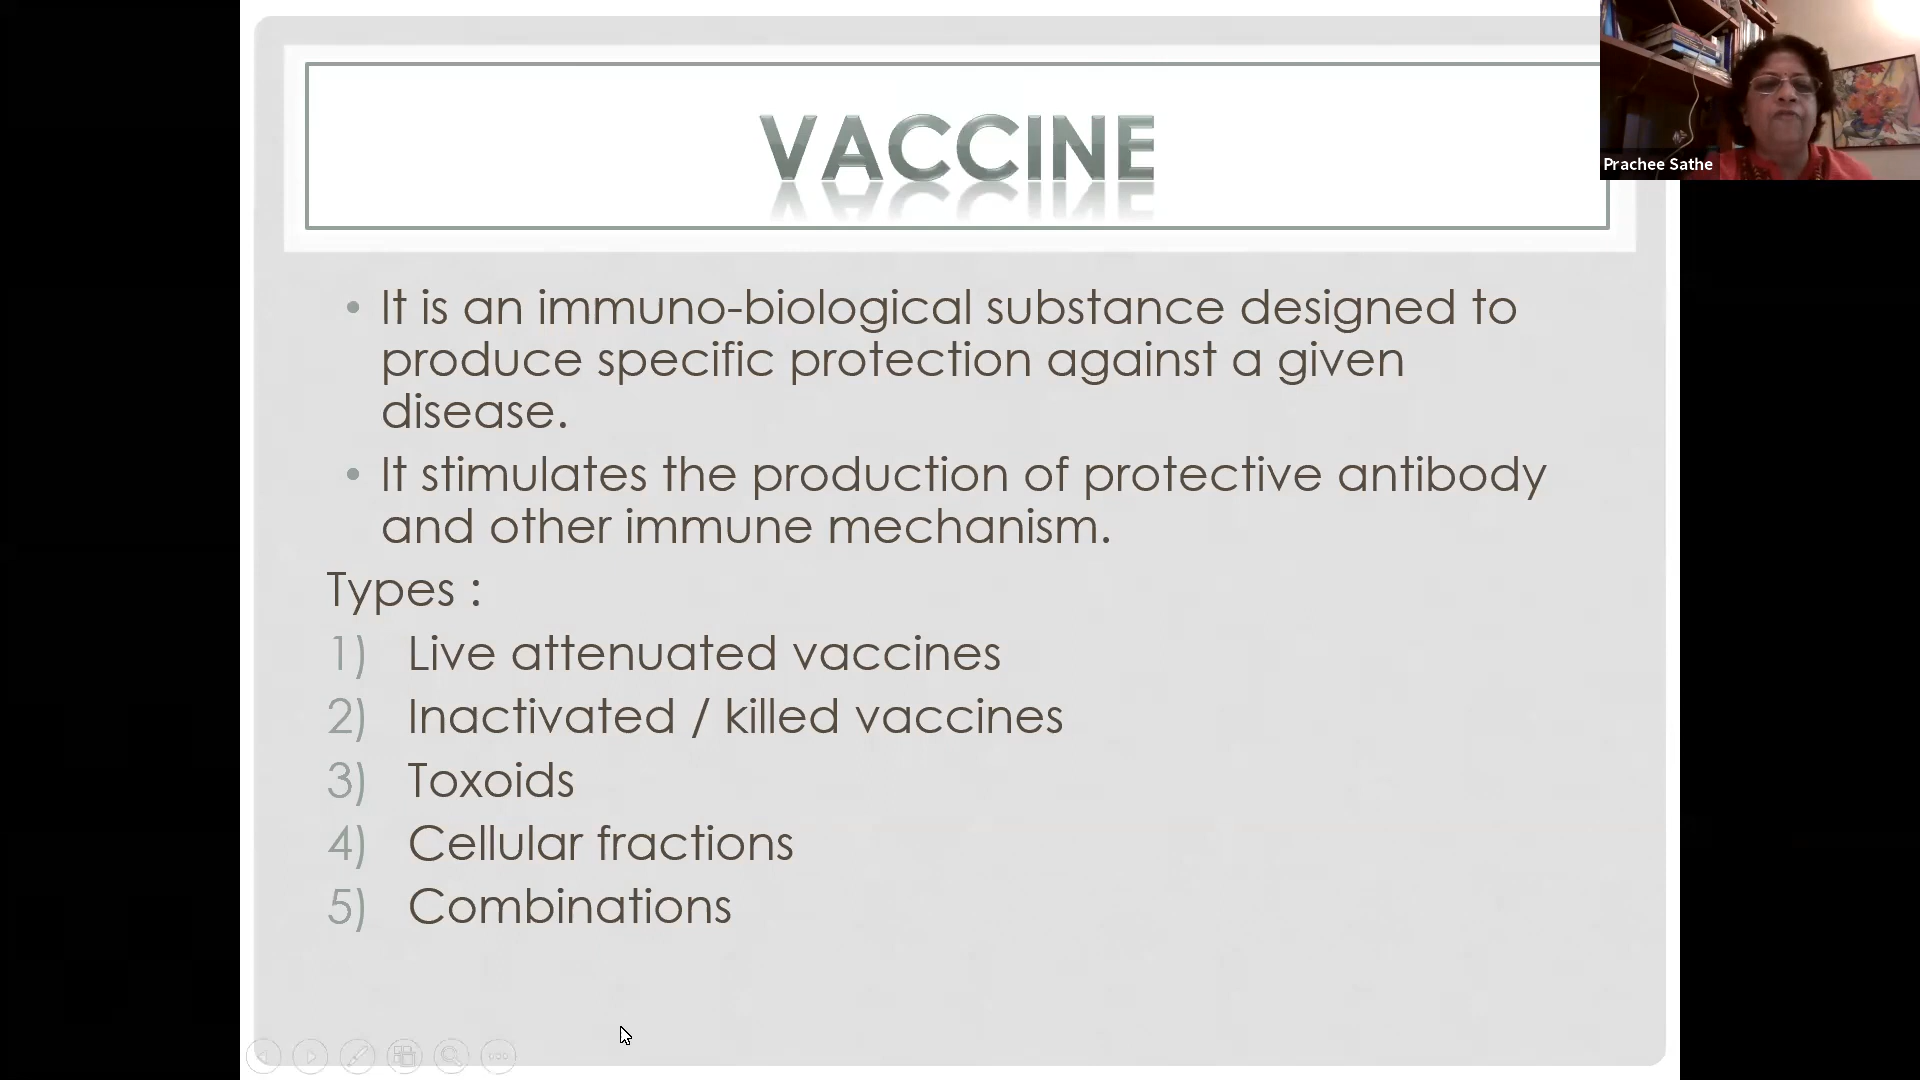 VACCINE
Prachee Sathe
• It is an immuno-biological substance designed to
produce specific protection against a given
disease.
• It stimulates the production of protective antibody
and other immune mechanism.
Types :
1) Live attenuated vaccines
2) Inactivated / killed vaccines
3) Toxoids
4) Cellular fractions
5) Combinations